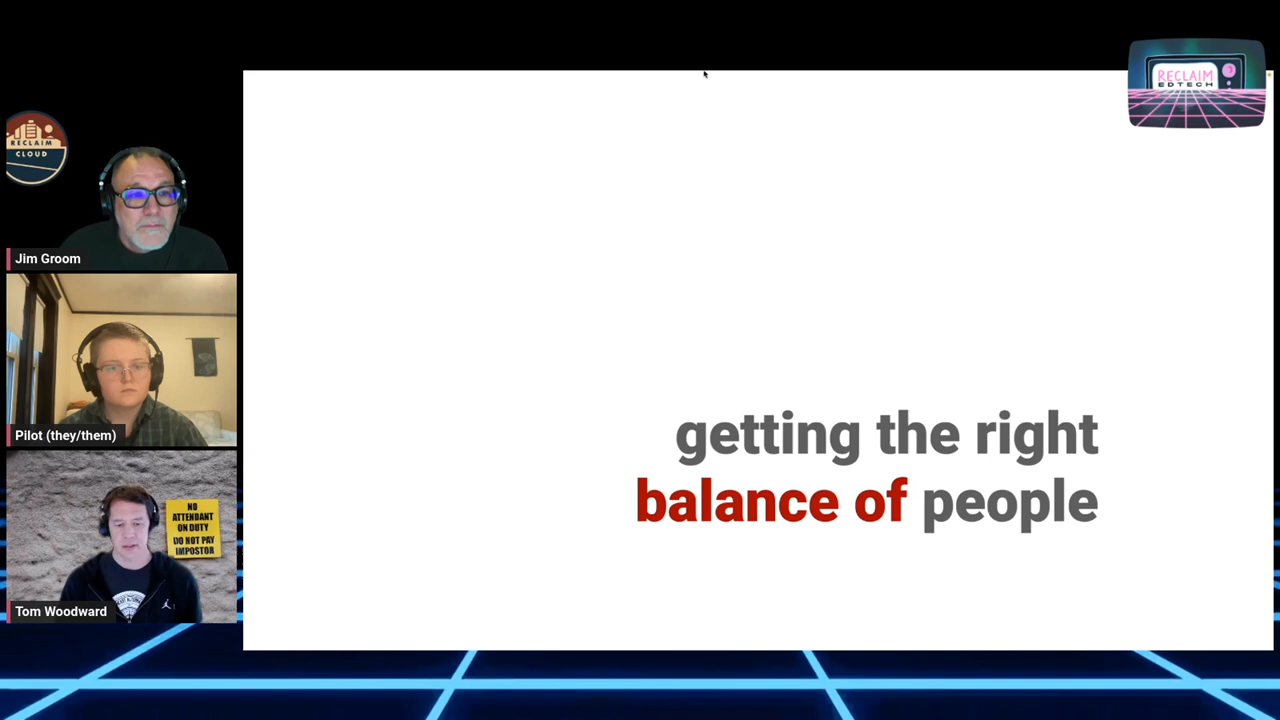 RECLAIM
EDTECH
RECLAIM
CLOUD
Jim Groom
Pilot (they/them)
NO
ATTENDANT
ON DUTY
DO NOT PAY
IMPOSTOR
Tom Woodward
getting the right
balance of people